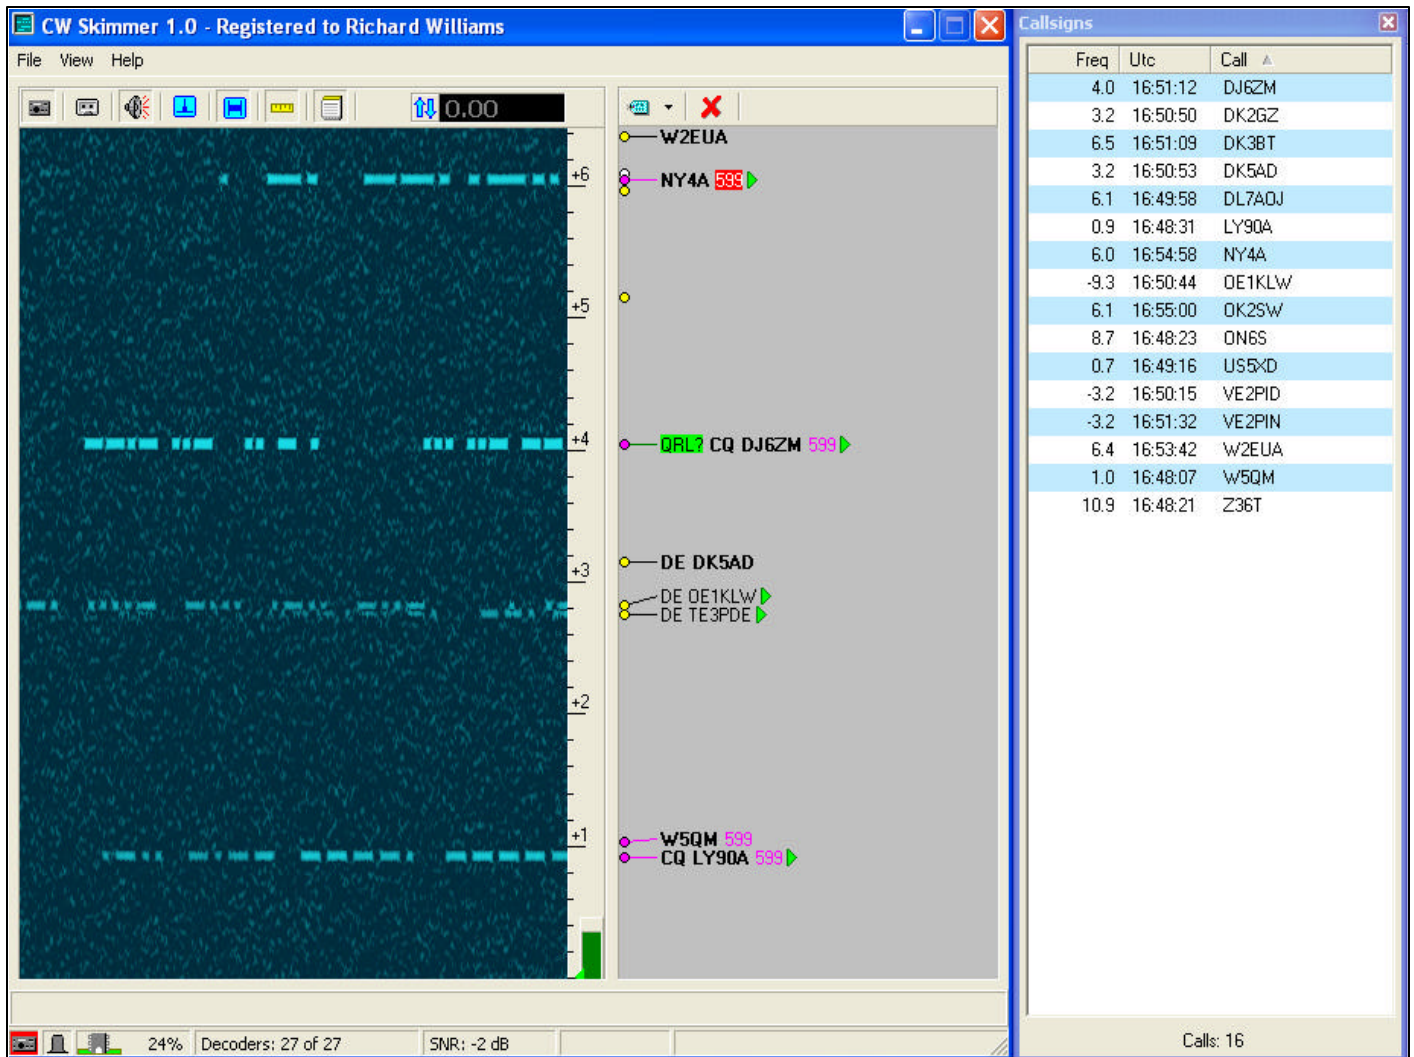 CW Skimmer 1.0 - Registered to Richard Williams
File View Help
0.00
W2EUA
+6
NY4A 599
+5
+4
QRL? CQ DJ6ZM 599
+3
DE DK5AD
DE OE1KLW
DE TE3PDE
+2
+1
W5QM 599
CQ LY90A 599
24% Decoders: 27 of 27 SNR: -2 dB
Callsigns
Freq Utc Call
4.0 16:51:12 DJ6ZM
3.2 16:50:50 DK2GZ
6.5 16:51:09 DK3BT
3.2 16:50:53 DK5AD
6.1 16:49:58 DL7AOJ
0.9 16:48:31 LY90A
6.0 16:54:58 NY4A
-9.3 16:50:44 OE1KLW
6.1 16:55:00 OK2SW
8.7 16:48:23 ON6S
0.7 16:49:16 US5XD
-3.2 16:50:15 VE2PID
-3.2 16:51:32 VE2PIN
6.4 16:53:42 W2EUA
1.0 16:48:07 W5QM
10.9 16:48:21 Z36T
Calls: 16